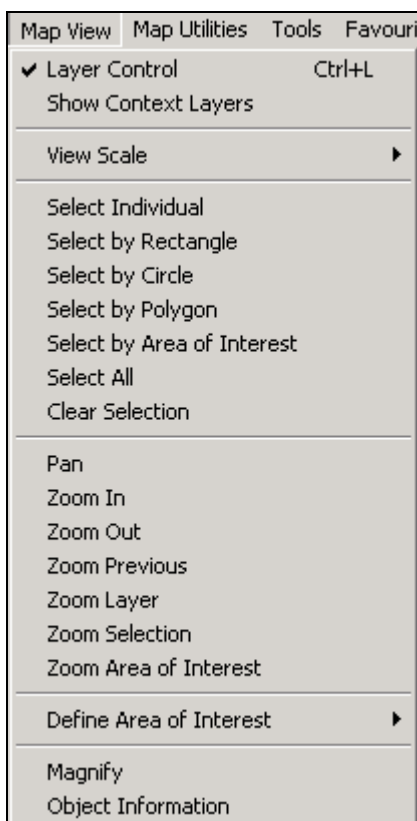 Map View Map Utilities Tools Favouri
✔ Layer Control Ctrl+L
Show Context Layers
View Scale
Select Individual
Select by Rectangle
Select by Circle
Select by Polygon
Select by Area of Interest
Select All
Clear Selection
Pan
Zoom In
Zoom Out
Zoom Previous
Zoom Layer
Zoom Selection
Zoom Area of Interest
Define Area of Interest
Magnify
Object Information